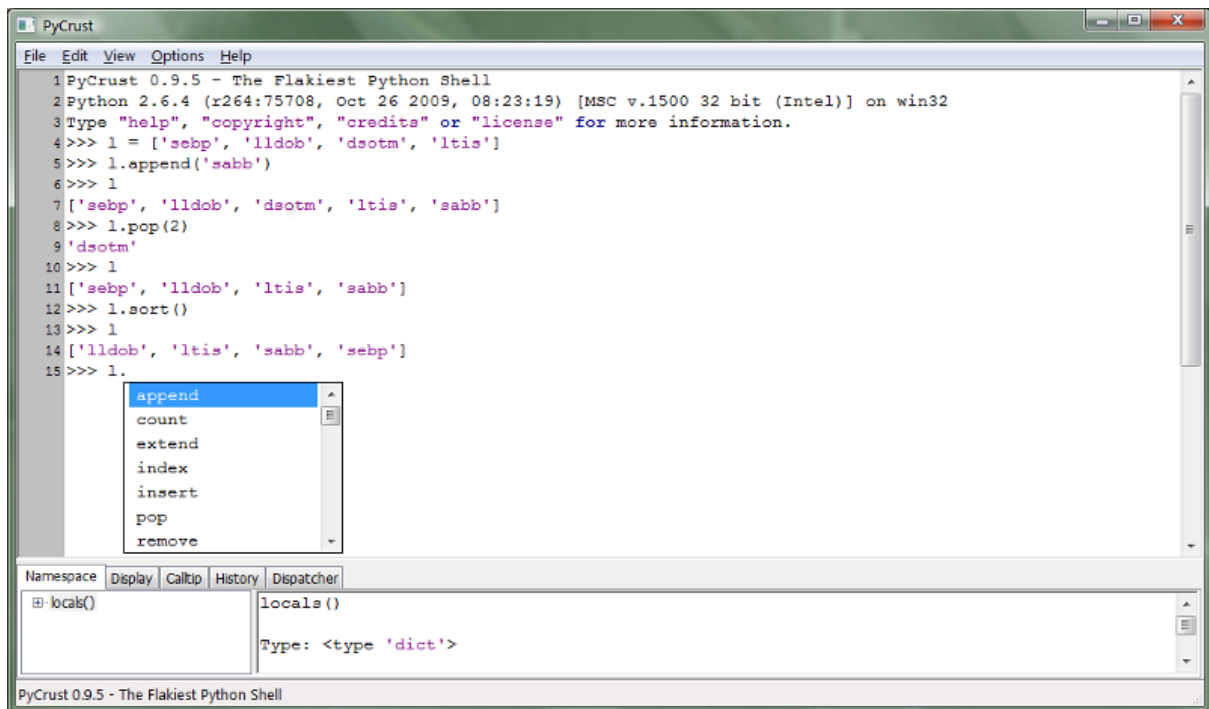 PyCrust
File Edit View Options Help
1 PyCrust 0.9.5 - The Flakiest Python Shell
2 Python 2.6.4 (r264:75708, Oct 26 2009, 08:23:19) [MSC v.1500 32 bit (Intel)] on win32
3 Type "help", "copyright", "credits" or "license" for more information.
4 >>> l = ['sebp', 'lldob', 'dsotm', 'ltis']
5 >>> l.append('sabb')
6 >>> l
7 ['sebp', 'lldob', 'dsotm', 'ltis', 'sabb']
8 >>> l.pop(2)
9 'dsotm'
10 >>> l
11 ['sebp', 'lldob', 'ltis', 'sabb']
12 >>> l.sort()
13 >>> l
14 ['lldob', 'ltis', 'sabb', 'sebp']
15 >>> l.
append
count
extend
index
insert
pop
remove
Namespace Display Calltip History Dispatcher
locals()
locals()
Type: <type 'dict'>
PyCrust 0.9.5 - The Flakiest Python Shell